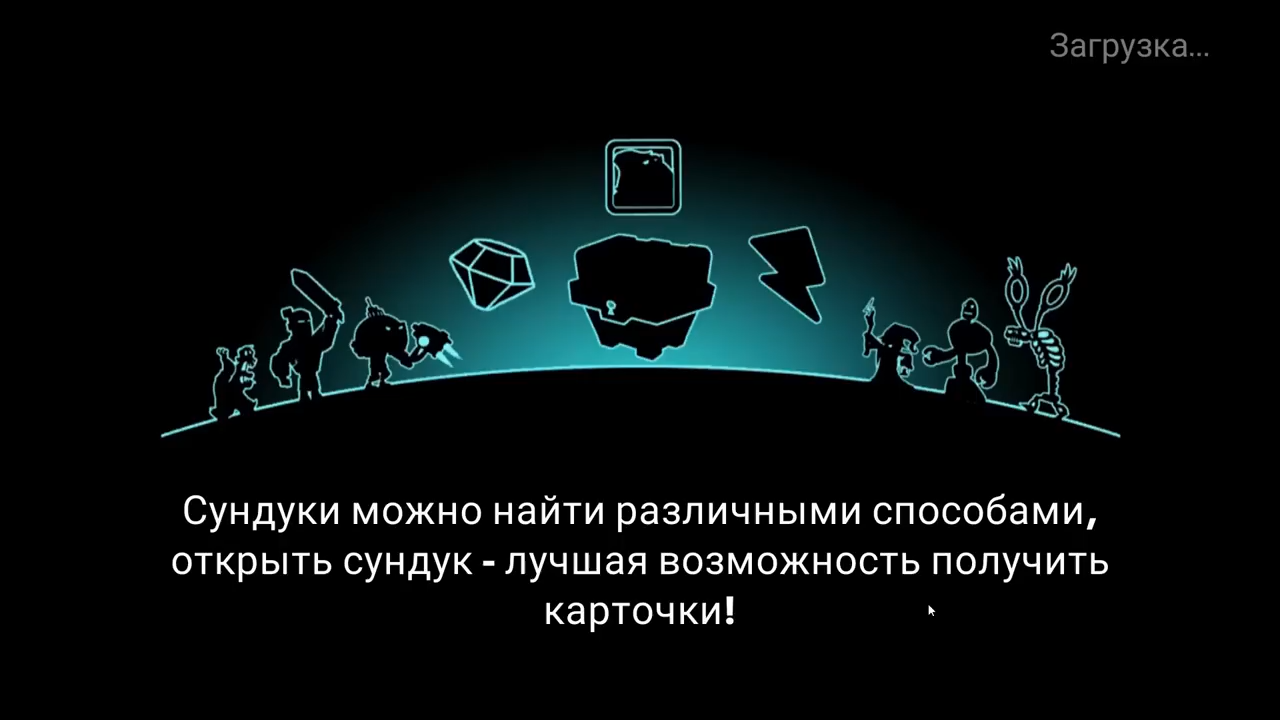 Загрузка...
Сундуки можно найти различными способами,
открыть сундук - лучшая возможность получить
карточки!